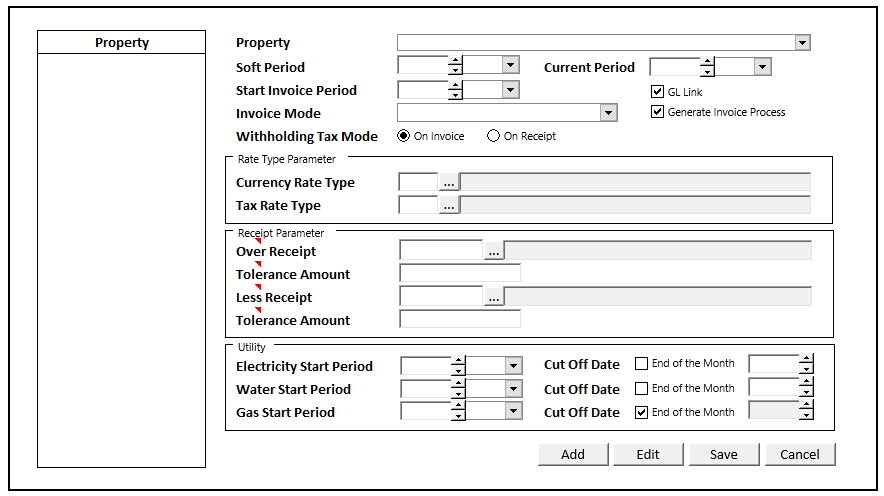 Property
Property
Soft Period
Current Period
Start Invoice Period
GL Link
Invoice Mode
Generate Invoice Process
Withholding Tax Mode
On Invoice
On Receipt
Rate Type Parameter
Currency Rate Type
...
Tax Rate Type
...
Receipt Parameter
Over Receipt
...
Tolerance Amount
Less Receipt
...
Tolerance Amount
Utility
Electricity Start Period
Cut Off Date
End of the Month
Water Start Period
Cut Off Date
End of the Month
Gas Start Period
Cut Off Date
End of the Month
Add
Edit
Save
Cancel